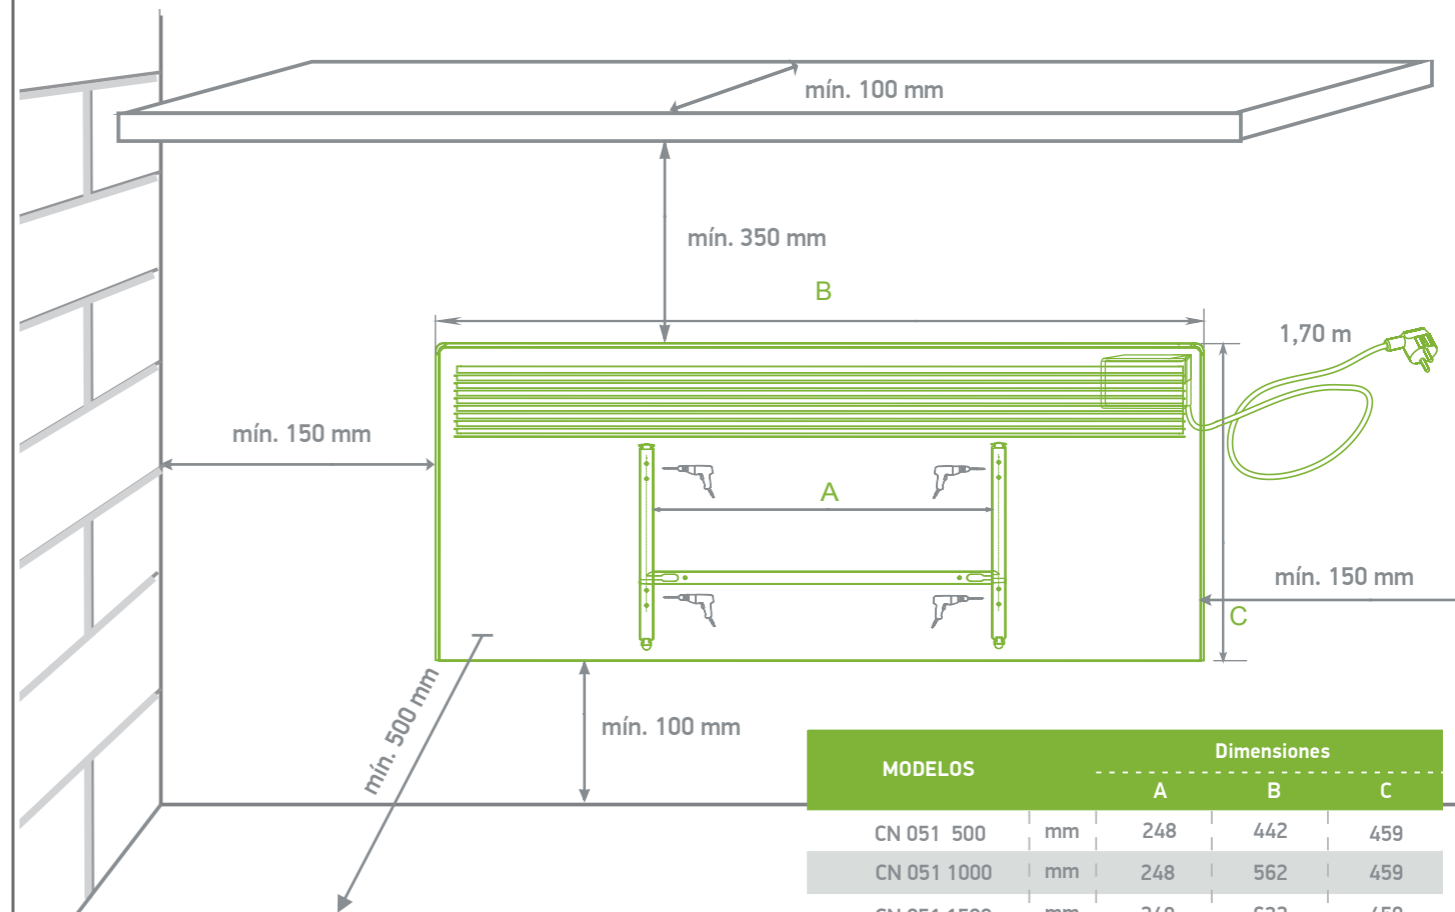 mín. 100 mm
mín. 350 mm
B
1,70 m
mín. 150 mm
A
mín. 150 mm
C
mín. 500 mm
mín. 100 mm
MODELOS Dimensiones
A B C
CN 051 500 mm 248 442 459
CN 051 1000 mm 248 562 459